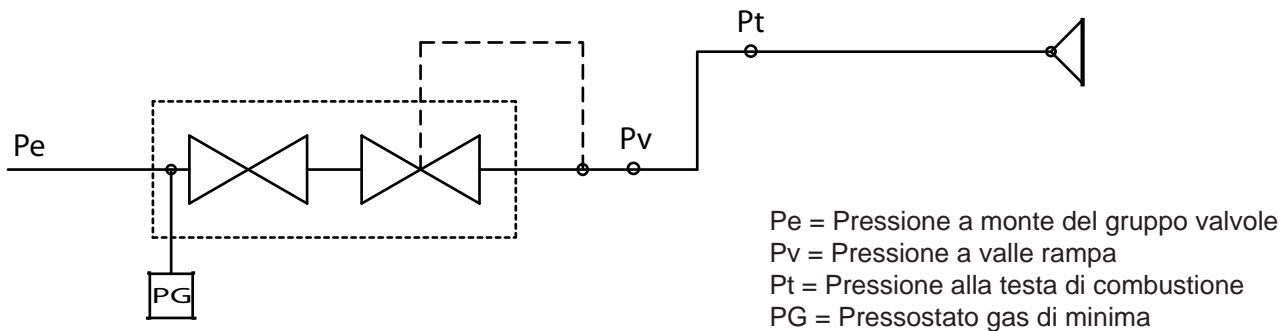 Pt
Pe
Pv
PG
Pe = Pressione a monte del gruppo valvole
Pv = Pressione a valle rampa
Pt = Pressione alla testa di combustione
PG = Pressostato gas di minima